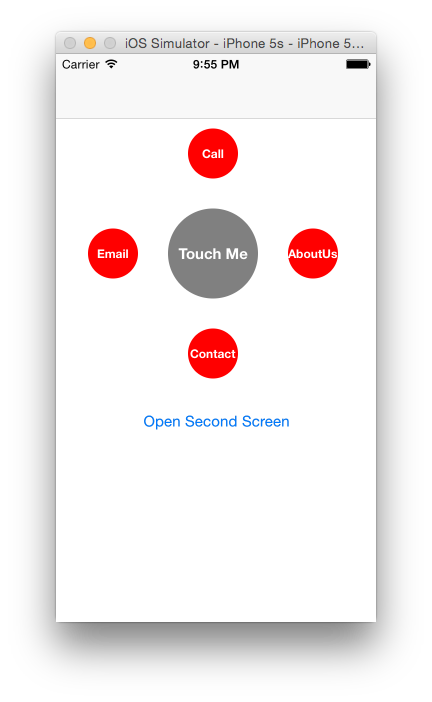 iOS Simulator - iPhone 5s - iPhone 5...
Carrier 9:55 PM
Call
Email Touch Me AboutUs
Contact
Open Second Screen